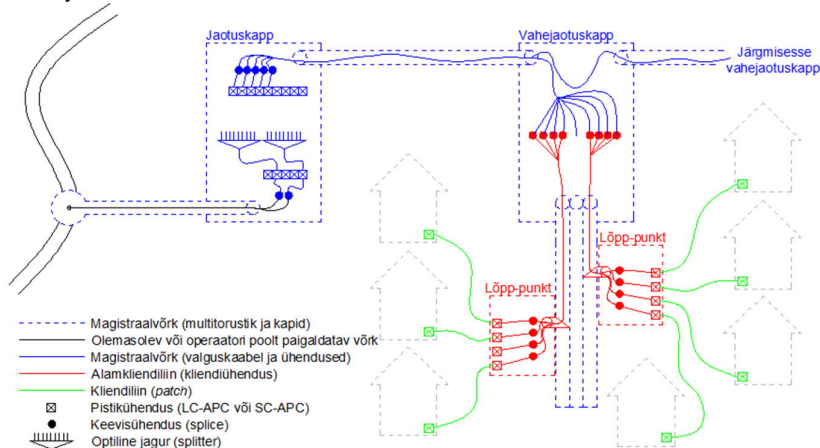 Jaotuskapp
Vahejaotuskapp
Järgmisesse
vahejaotuskapp
Lõpp-punkt
Lõpp-punkt
Magistraalvõrk (multitorustik ja kapid)
Olemasolev või operaatori poolt paigaldatav võrk
Magistraalvõrk (valguskaabel ja ühendused)
Alamkliendiliin (kliendiühendus)
Kliendiliin (patch)
Pistikühendus (LC-APC või SC-APC)
Keevisühendus (splice)
Optiline jagur (splitter)